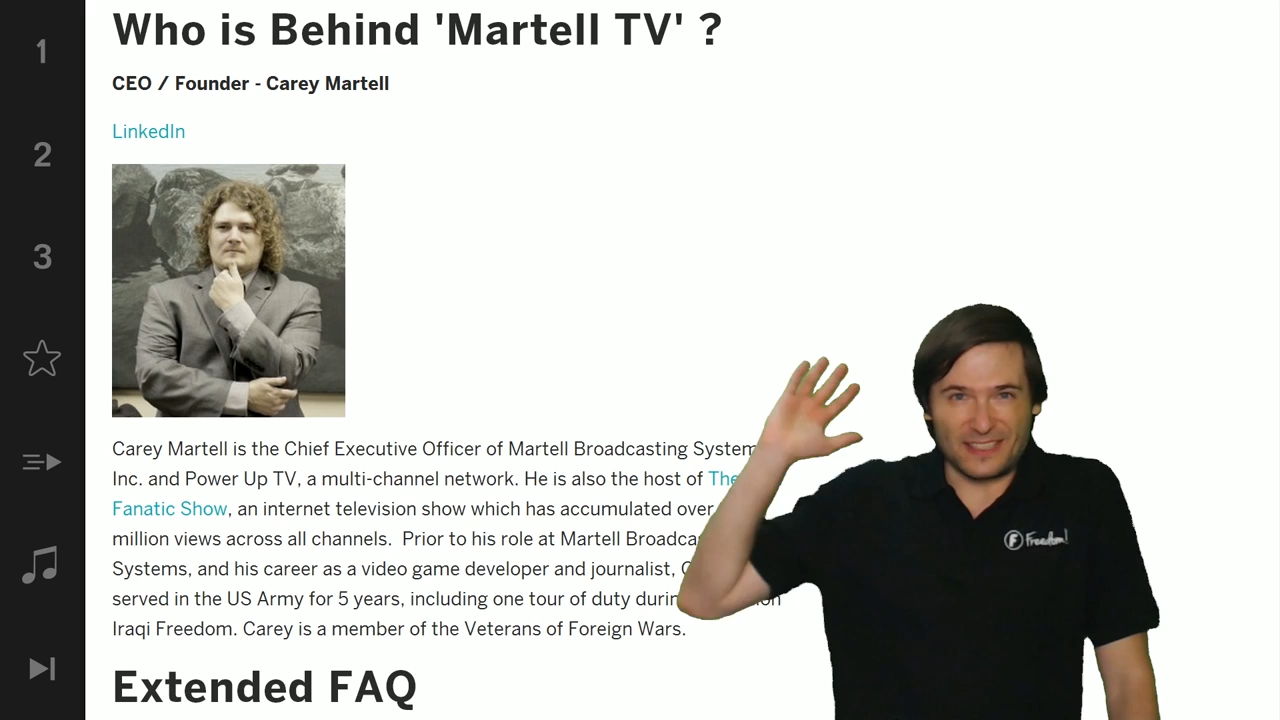 1
2
3
Who is Behind 'Martell TV' ?
CEO / Founder - Carey Martell
LinkedIn
Carey Martell is the Chief Executive Officer of Martell Broadcasting System
Inc. and Power Up TV, a multi-channel network. He is also the host of The
Fanatic Show, an internet television show which has accumulated over
million views across all channels. Prior to his role at Martell Broadca
Systems, and his career as a video game developer and journalist,
served in the US Army for 5 years, including one tour of duty durin
Iraqi Freedom. Carey is a member of the Veterans of Foreign Wars.
Extended FAQ
F Freedom!